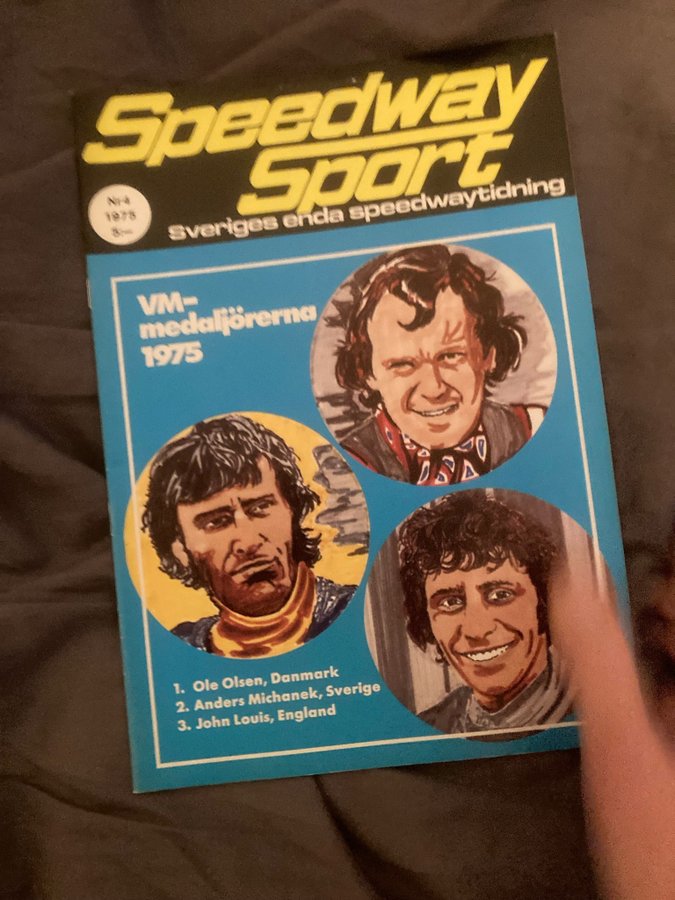 Speedway
Sport
Sveriges enda speedwaytidning
Nr4
1975
5:—
VM-
medaljörerna
1975
1. Ole Olsen, Danmark
2. Anders Michanek, Sverige
3. John Louis, England